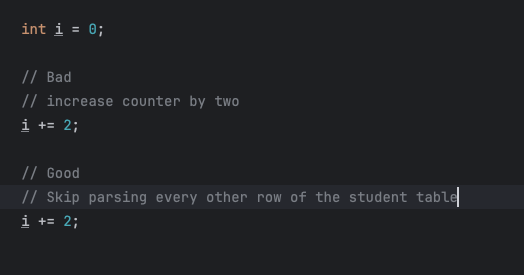 int i = 0;
// Bad
// increase counter by two
i += 2;
// Good
// Skip parsing every other row of the student table
i += 2;